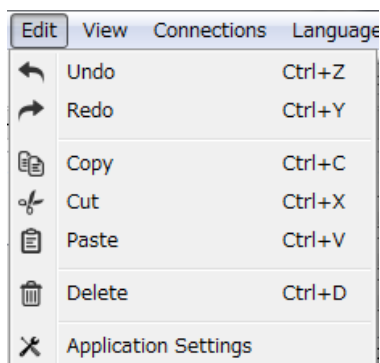 Edit View Connections Language
Undo Ctrl+Z
Redo Ctrl+Y
Copy Ctrl+C
Cut Ctrl+X
Paste Ctrl+V
Delete Ctrl+D
Application Settings